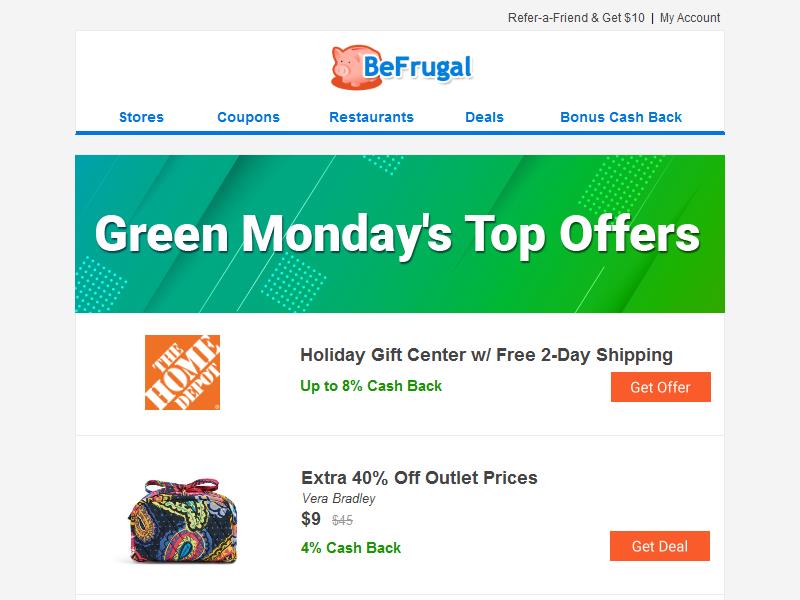 Refer-a-Friend & Get $10 | My Account
BeFrugal
Stores Coupons Restaurants Deals Bonus Cash Back
Green Monday's Top Offers
THE
HOME
DEPOT
Holiday Gift Center w/ Free 2-Day Shipping
Up to 8% Cash Back
Get Offer
Extra 40% Off Outlet Prices
Vera Bradley
$9 $45
4% Cash Back
Get Deal